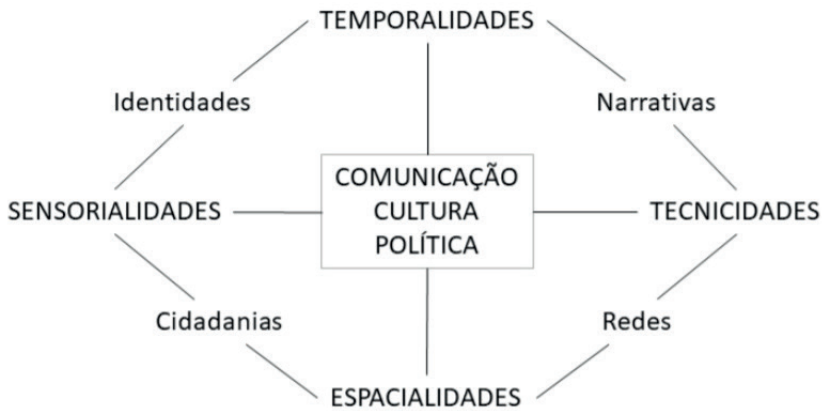 TEMPORALIDADES
Identidades
Narrativas
COMUNICAÇÃO
CULTURA
POLÍTICA
SENSORIALIDADES
TECNICIDADES
Cidadanias
Redes
ESPACIALIDADES